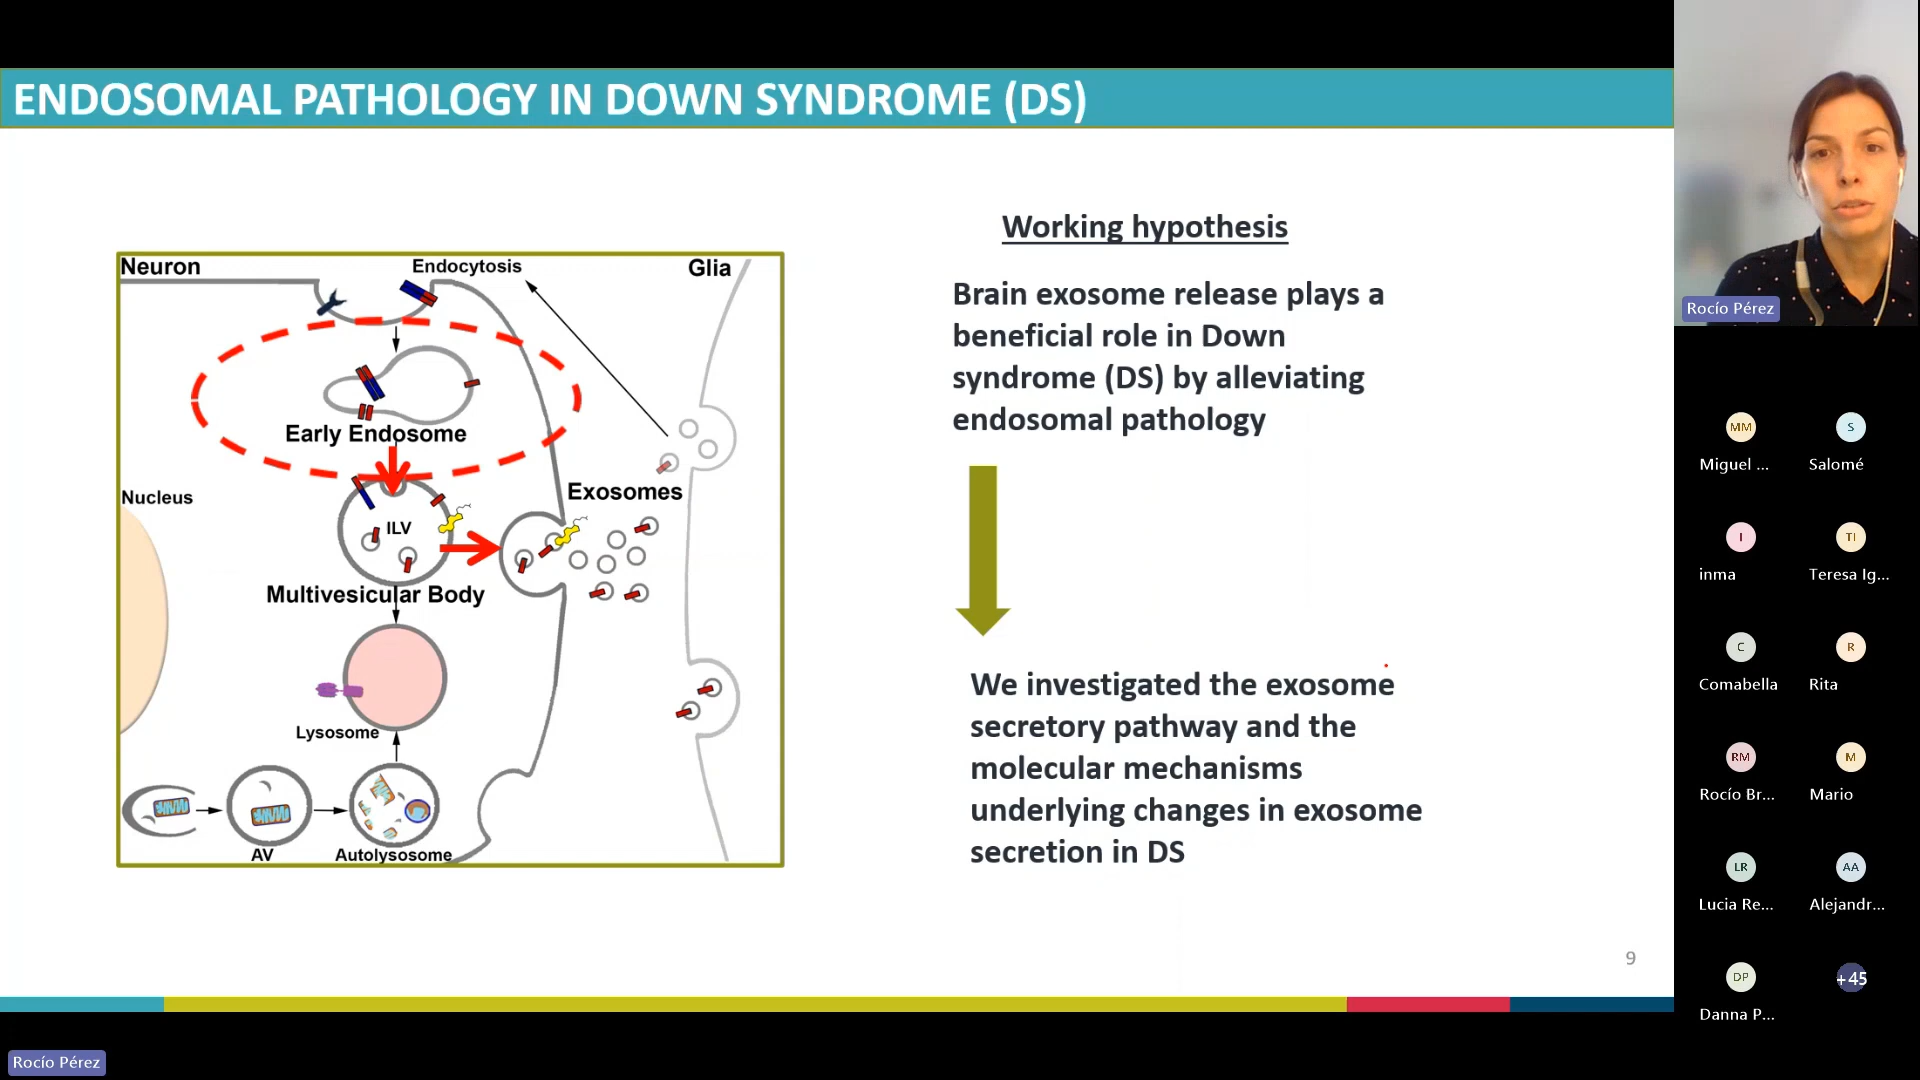 ENDOSOMAL PATHOLOGY IN DOWN SYNDROME (DS)
Neuron
Endocytosis
Glia
Early Endosome
Nucleus
Exosomes
ILV
Multivesicular Body
Lysosome
AV
Autolysosome
Working hypothesis
Brain exosome release plays a
beneficial role in Down
syndrome (DS) by alleviating
endosomal pathology
We investigated the exosome
secretory pathway and the
molecular mechanisms
underlying changes in exosome
secretion in DS
9
Rocío Pérez
MM
Miguel ...
S
Salomé
I
inma
TI
Teresa Ig...
C
Comabella
R
Rita
RM
Rocío Br...
M
Mario
LR
Lucia Re...
AA
Alejandr...
DP
Danna P...
+45
Rocío Pérez